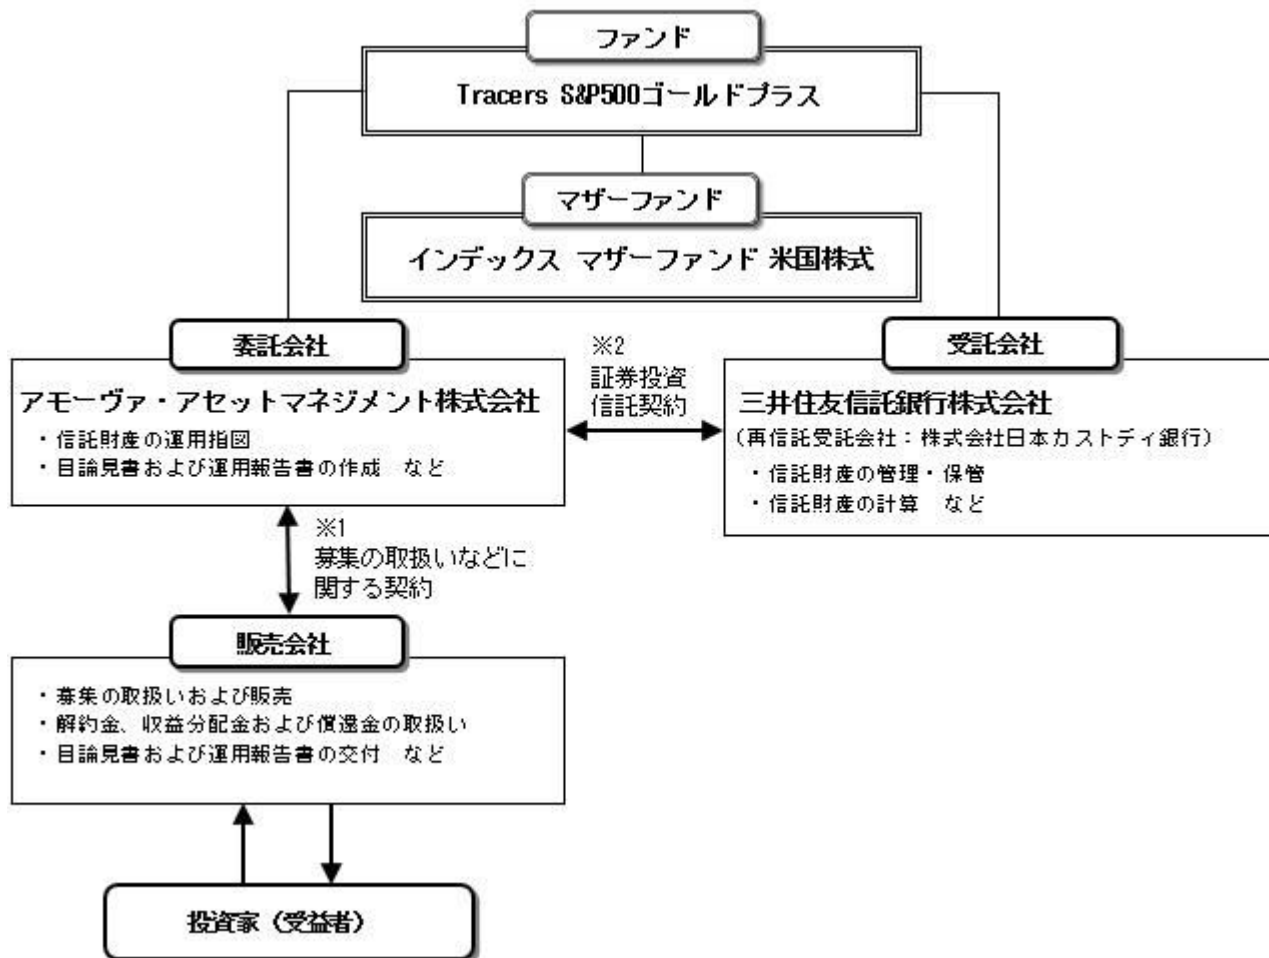 ファンド
Tracers S&P500ゴールドプラス
マザーファンド
インデックス マザーファンド 米国株式
委託会社
アモーヴァ・アセットマネジメント株式会社
・信託財産の運用指図
・目論見書および運用報告書の作成 など
※2
証券投資
信託契約
受託会社
三井住友信託銀行株式会社
（再信託受託会社：株式会社日本カストディ銀行）
・信託財産の管理・保管
・信託財産の計算 など
※1
募集の取扱いなどに
関する契約
販売会社
・募集の取扱いおよび販売
・解約金、収益分配金および償還金の取扱い
・目論見書および運用報告書の交付 など
投資家（受益者）